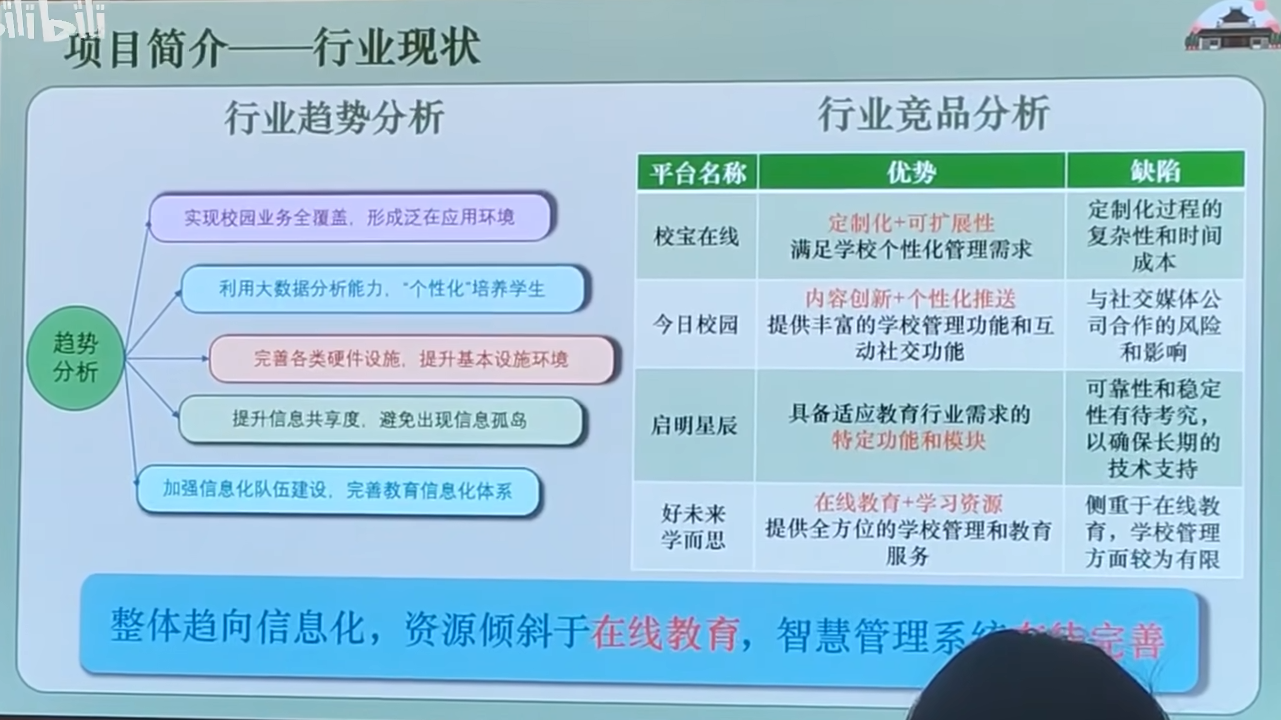 bilibili
项目简介——行业现状
行业趋势分析
趋势
分析
实现校园业务全覆盖，形成泛在应用环境
利用大数据分析能力，“个性化”培养学生
完善各类硬件设施，提升基本设施环境
提升信息共享度，避免出现信息孤岛
加强信息化队伍建设，完善教育信息化体系
行业竞品分析
平台名称 优势 缺陷
校宝在线
定制化+可扩展性
满足学校个性化管理需求
定制化过程的
复杂性和时间
成本
今日校园
内容创新+个性化推送
提供丰富的学校管理功能和互
动社交功能
与社交媒体公
司合作的风险
和影响
启明星辰
具备适应教育行业需求的
特定功能和模块
可靠性和稳定
性有待考究，
以确保长期的
技术支持
好未来
学而思
在线教育+学习资源
提供全方位的学校管理和教育
服务
侧重于在线教
育，学校管理
方面较为有限
整体趋向信息化，资源倾斜于在线教育，智慧管理系统有待完善